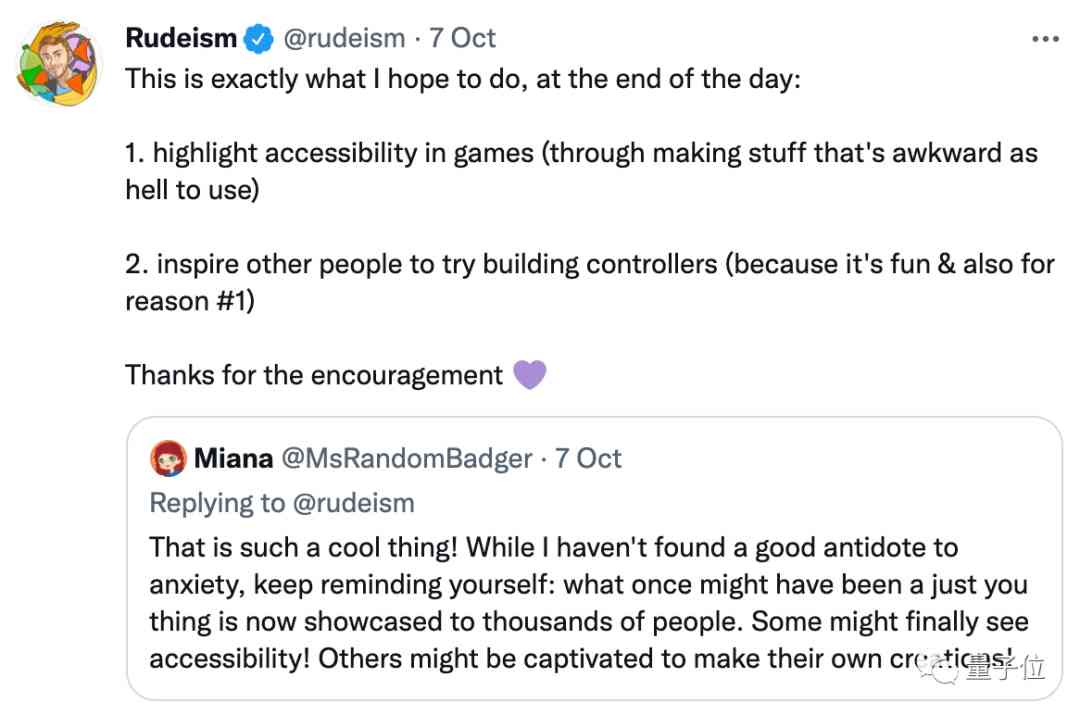 Rudeism @rudeism · 7 Oct
This is exactly what I hope to do, at the end of the day:
1. highlight accessibility in games (through making stuff that's awkward as
hell to use)
2. inspire other people to try building controllers (because it's fun & also for
reason #1)
Thanks for the encouragement 💜
Miana @MsRandomBadger · 7 Oct
Replying to @rudeism
That is such a cool thing! While I haven't found a good antidote to
anxiety, keep reminding yourself: what once might have been a just you
thing is now showcased to thousands of people. Some might finally see
accessibility! Others might be captivated to make their own creations!
量子位